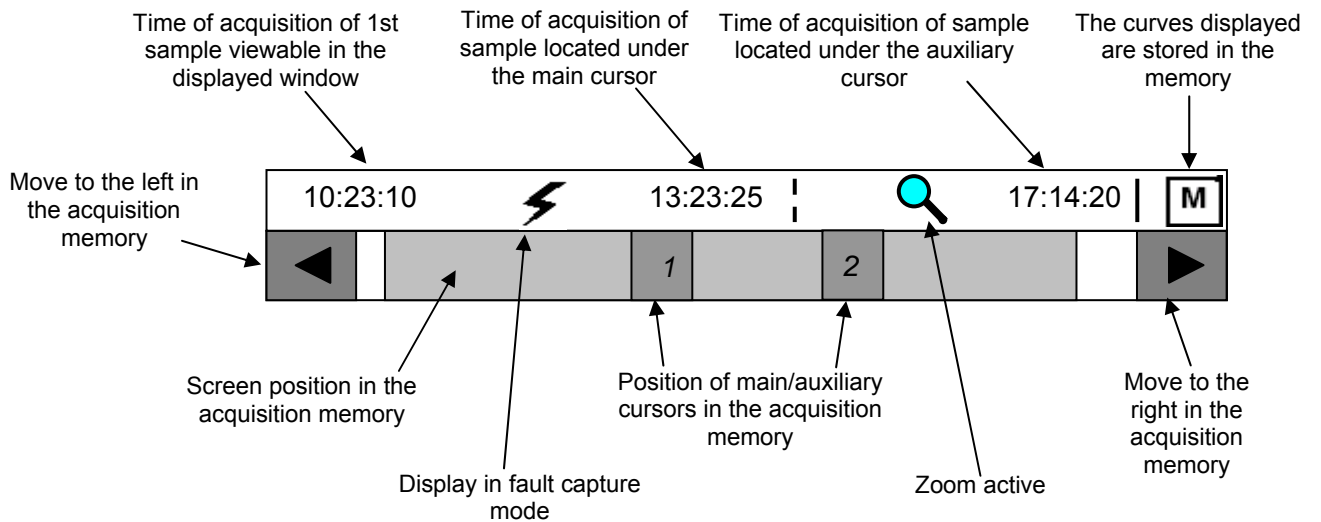 Time of acquisition of 1st
sample viewable in the
displayed window
Time of acquisition of
sample located under
the main cursor
Time of acquisition of sample
located under the auxiliary
cursor
The curves displayed
are stored in the
memory
Move to the left in
the acquisition
memory
10:23:10
13:23:25
17:14:20
M
1
2
Screen position in the
acquisition memory
Position of main/auxiliary
cursors in the acquisition
memory
Move to the
right in the
acquisition
memory
Display in fault capture
mode
Zoom active